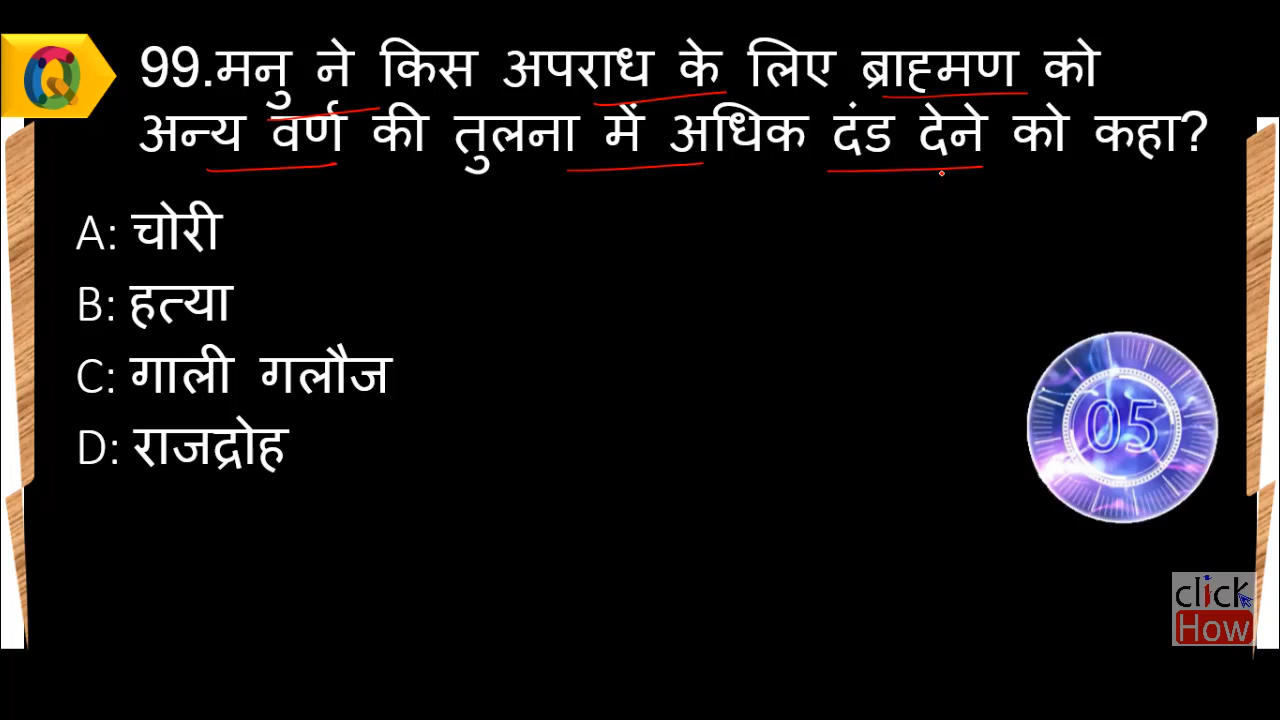 99.मनु ने किस अपराध के लिए ब्राह्मण को
अन्य वर्ण की तुलना में अधिक दंड देने को कहा?
A: चोरी
B: हत्या
C: गाली गलौज
D: राजद्रोह
05
click
How